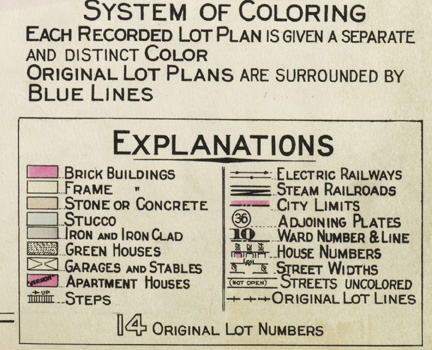 SYSTEM OF COLORING
EACH RECORDED LOT PLAN IS GIVEN A SEPARATE
AND DISTINCT COLOR
ORIGINAL LOT PLANS ARE SURROUNDED BY
BLUE LINES
EXPLANATIONS
BRICK BUILDINGS
FRAME "
STONE OR CONCRETE
STUCCO
IRON AND IRON CLAD
GREEN HOUSES
GARAGES AND STABLES
APARTMENT HOUSES
UP
STEPS
ELECTRIC RAILWAYS
STEAM RAILROADS
CITY LIMITS
36 ADJOINING PLATES
10 WARD NUMBER & LINE
HOUSE NUMBERS
STREET WIDTHS
(NOT OPEN) STREETS UNCOLORED
ORIGINAL LOT LINES
14 ORIGINAL LOT NUMBERS